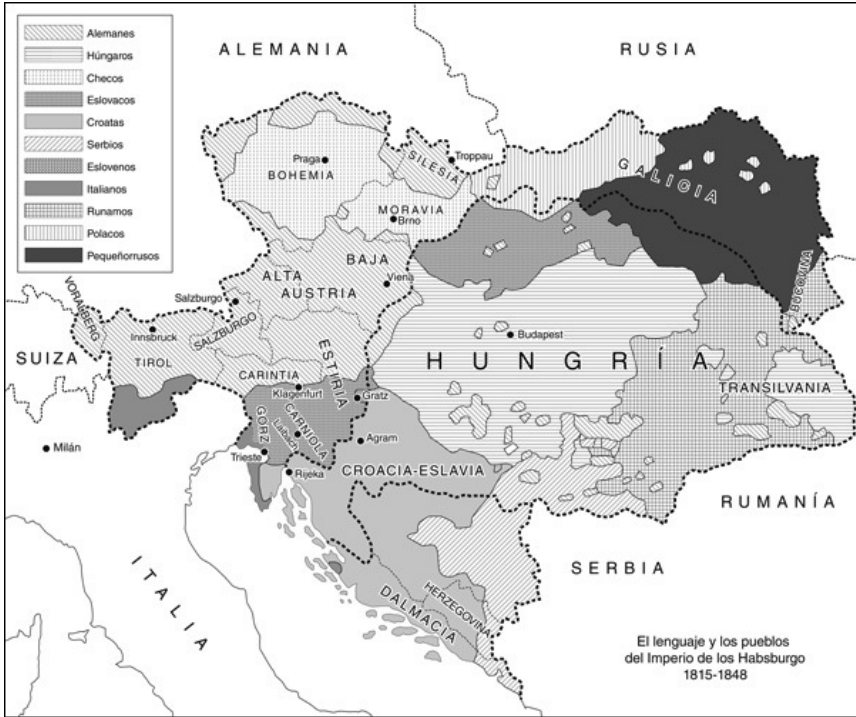 Alemanes
Húngaros
Checos
Eslovacos
Croatas
Serbios
Eslovenos
Italianos
Runamos
Polacos
Pequeñorrusos
ALEMANIA
RUSIA
Praga
BOHEMIA
SILESIA
Troppau
GALICIA
MORAVIA
Brno
BAJA
ALTA
AUSTRIA
Viena
BUCOVINA
VORALBERG
Salzburgo
SALZBURGO
Innsbruck
TIROL
SUIZA
Budapest
HUNGRÍA
ESTIRIA
CARINTIA
Klagenfurt
Gratz
TRANSILVANIA
GORZ
CARNIOLA
Laibach
Milán
Trieste
Agram
Rijeka
CROACIA-ESLAVIA
RUMANÍA
ITALIA
SERBIA
HERZEGOVINA
DALMACIA
El lenguaje y los pueblos
del Imperio de los Habsburgo
1815-1848